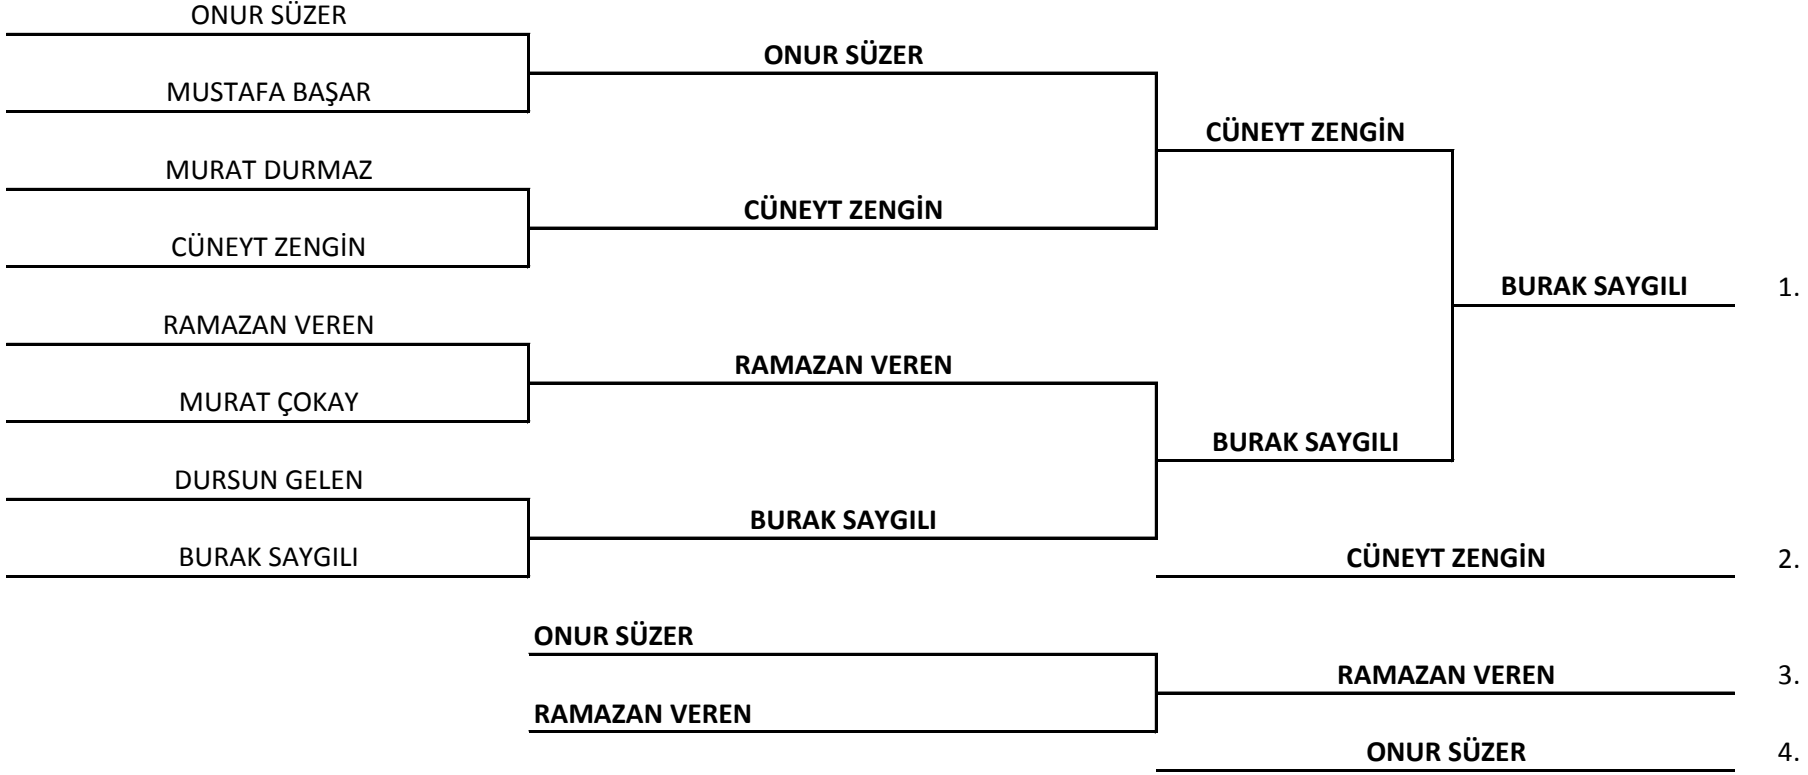 ONUR SÜZER
ONUR SÜZER
MUSTAFA BAŞAR
CÜNEYT ZENGİN
MURAT DURMAZ
CÜNEYT ZENGİN
CÜNEYT ZENGİN
BURAK SAYGILI 1.
RAMAZAN VEREN
RAMAZAN VEREN
MURAT ÇOKAY
BURAK SAYGILI
DURSUN GELEN
BURAK SAYGILI
BURAK SAYGILI
CÜNEYT ZENGİN 2.
ONUR SÜZER
RAMAZAN VEREN 3.
RAMAZAN VEREN
ONUR SÜZER 4.